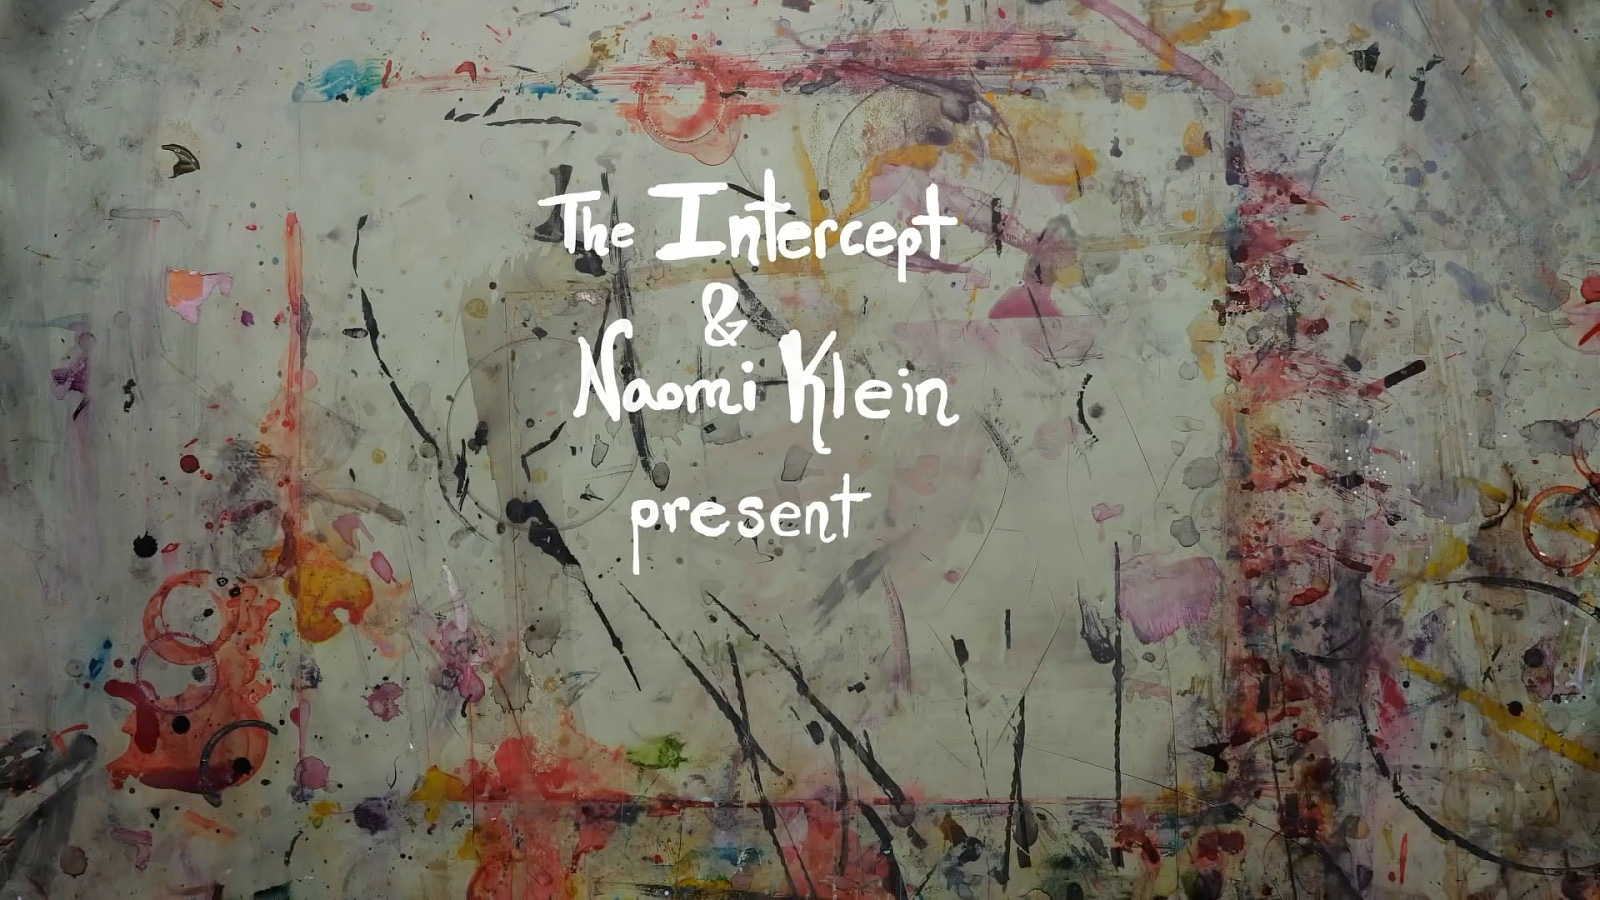 The Intercept
&
Naomi Klein
present